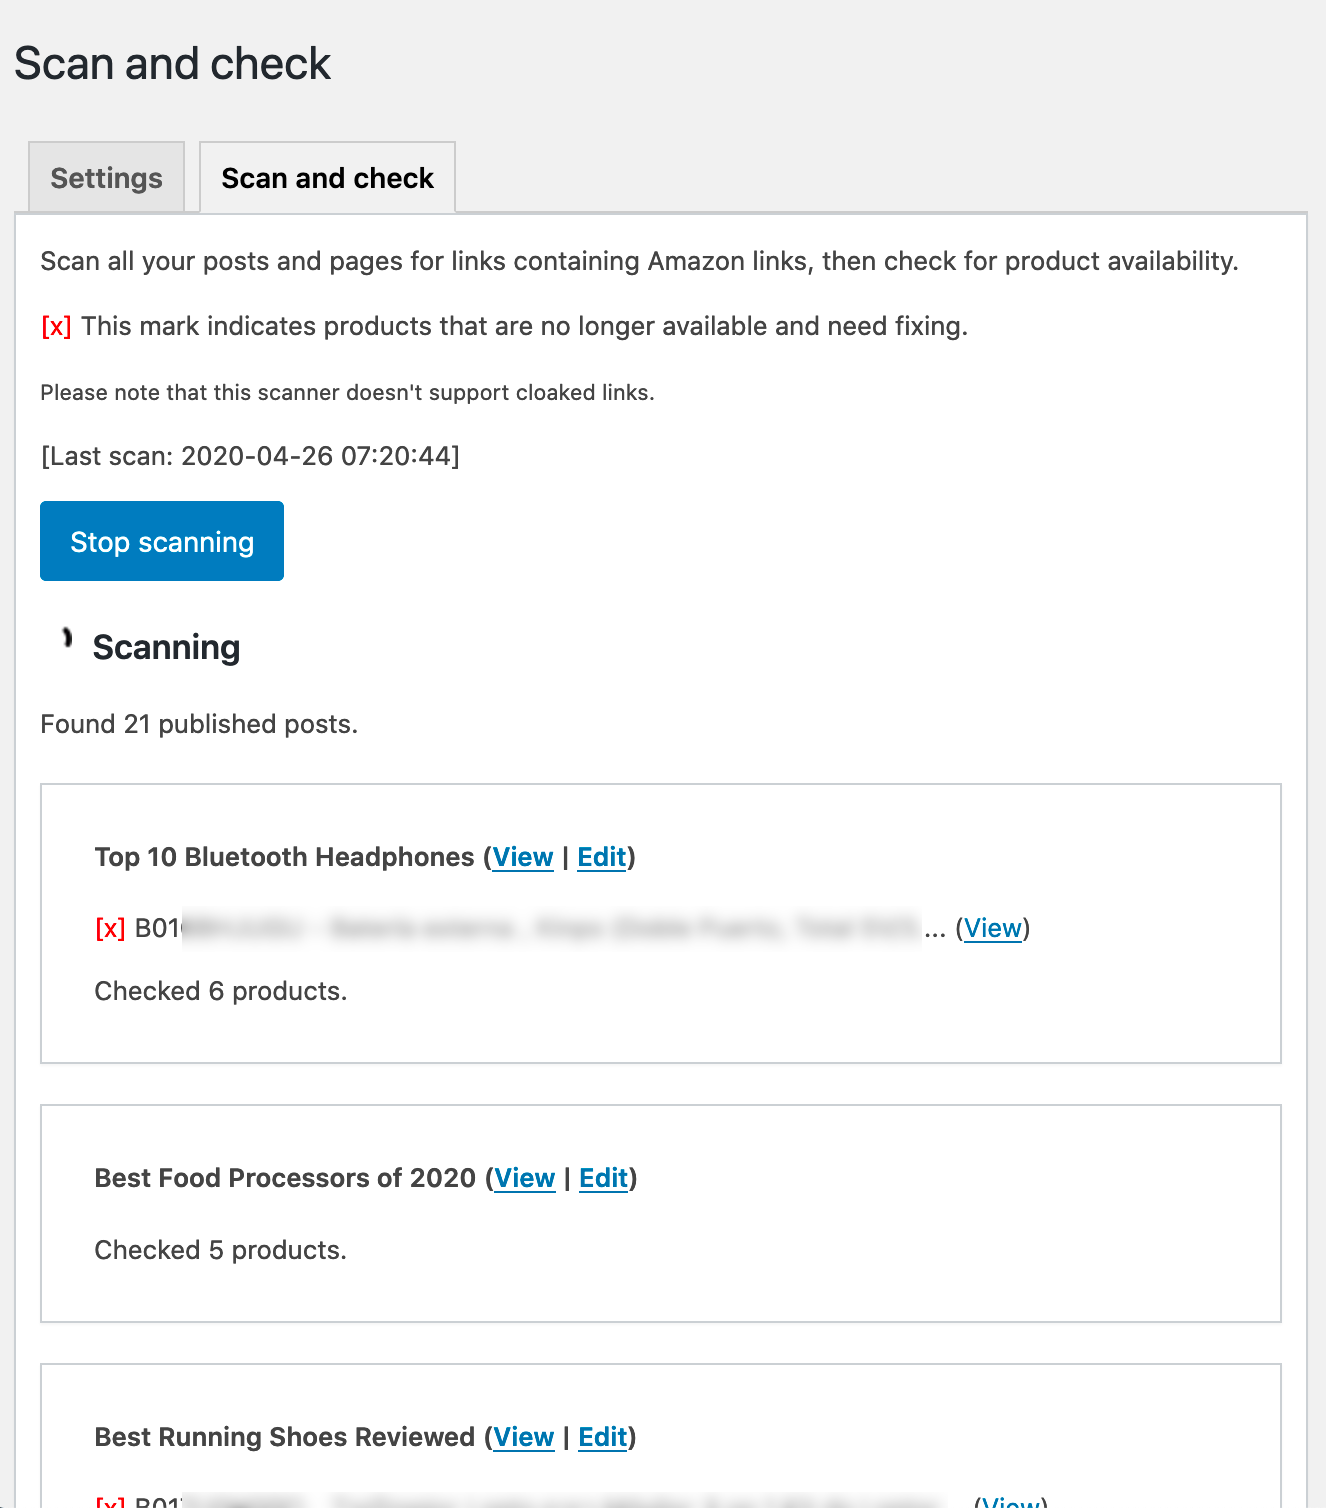 Scan and check
Settings
Scan and check
Scan all your posts and pages for links containing Amazon links, then check for product availability.
[x] This mark indicates products that are no longer available and need fixing.
Please note that this scanner doesn't support cloaked links.
[Last scan: 2020-04-26 07:20:44]
Stop scanning
Scanning
Found 21 published posts.
Top 10 Bluetooth Headphones (View | Edit)
[x] ... (View)
Checked 6 products.
Best Food Processors of 2020 (View | Edit)
Checked 5 products.
Best Running Shoes Reviewed (View | Edit)
[x] (View)